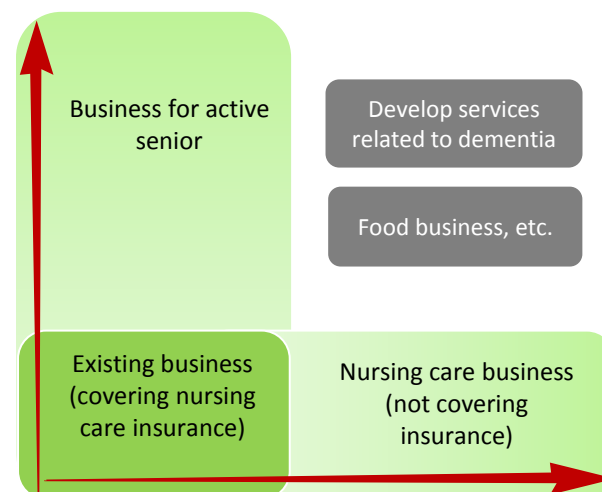 Business for active
senior
Develop services
related to dementia
Food business, etc.
Existing business
(covering nursing
care insurance)
Nursing care business
(not covering
insurance)